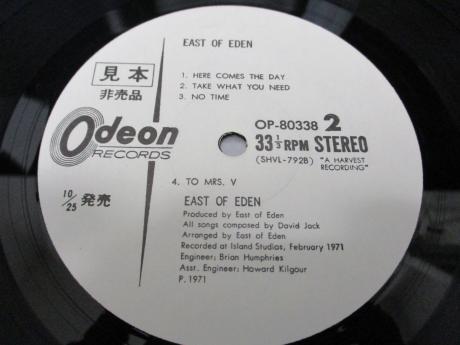 EAST OF EDEN
見本
非売品
1. HERE COMES THE DAY
2. TAKE WHAT YOU NEED
3. NO TIME
Odeon
RECORDS
OP-80338 2
33 1/3 RPM STEREO
(SHVL-792B) "A HARVEST
RECORDING"
10/25 発売
4. TO MRS. V
EAST OF EDEN
Produced by East of Eden
All songs composed by David Jack
Arranged by East of Eden
Recorded at Island Studios, February 1971
Engineer: Brian Humphries
Asst. Engineer: Howard Kilgour
P. 1971